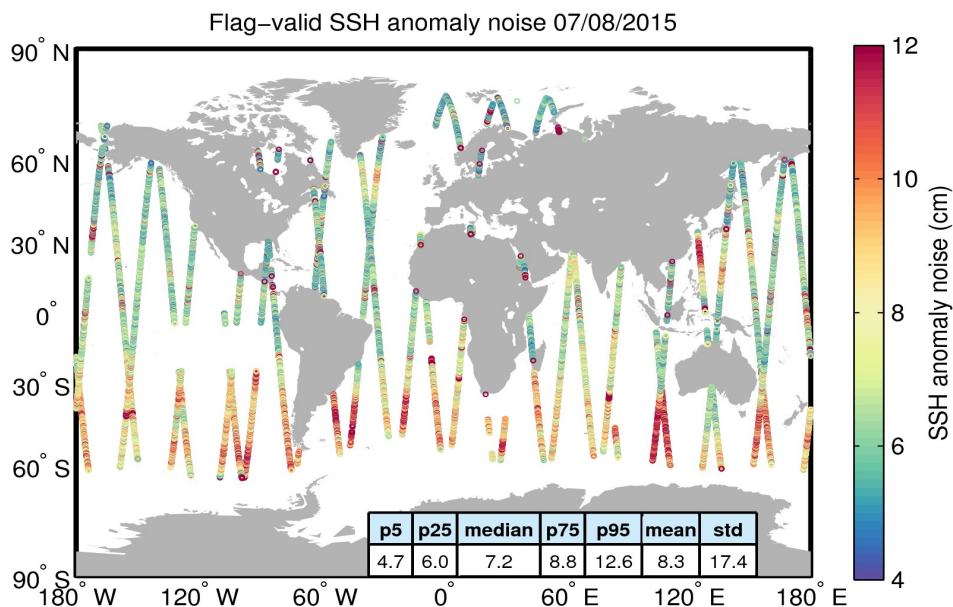 Flag−valid SSH anomaly noise 07/08/2015
90° N
60° N
30° N
0°
30° S
60° S
90° S
180° W 120° W 60° W 0° 60° E 120° E 180° E
p5 p25 median p75 p95 mean std
4.7 6.0 7.2 8.8 12.6 8.3 17.4
12
10
8
6
4
SSH anomaly noise (cm)